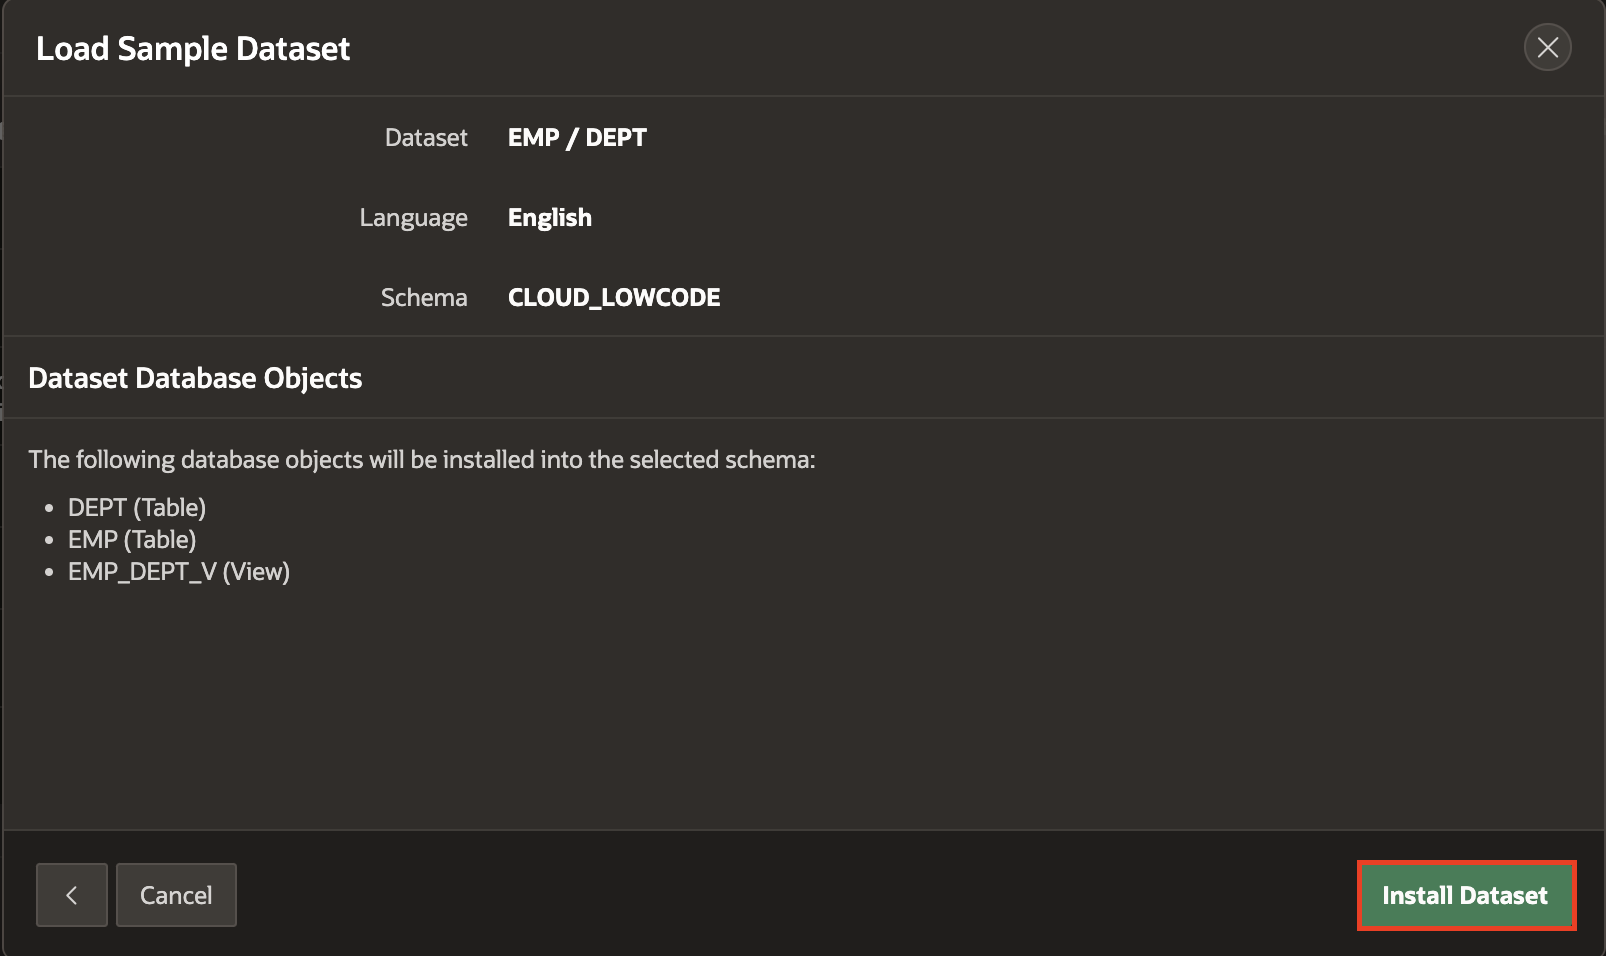 Load Sample Dataset
Dataset EMP / DEPT
Language English
Schema CLOUD_LOWCODE
Dataset Database Objects
The following database objects will be installed into the selected schema:
• DEPT (Table)
• EMP (Table)
• EMP_DEPT_V (View)
Cancel
Install Dataset